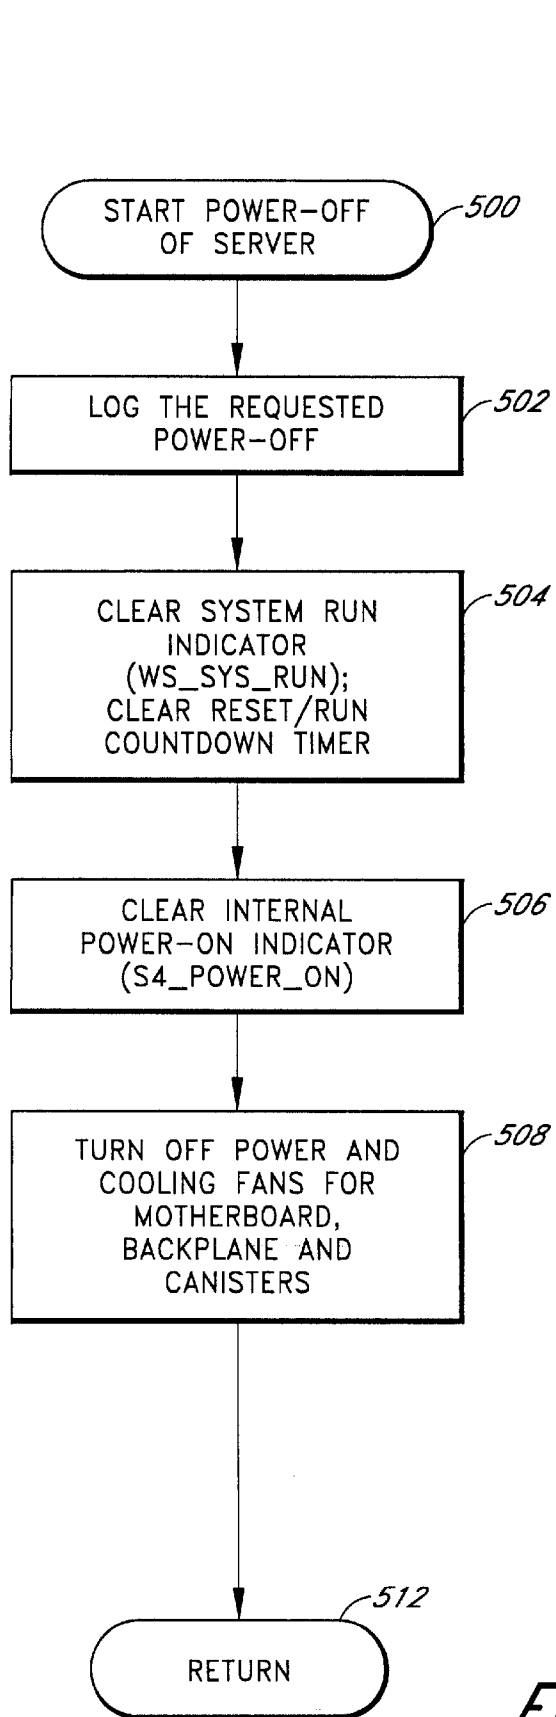 START POWER-OFF
OF SERVER
500
LOG THE REQUESTED
POWER-OFF
502
CLEAR SYSTEM RUN
INDICATOR
(WS_SYS_RUN);
CLEAR RESET/RUN
COUNTDOWN TIMER
504
CLEAR INTERNAL
POWER-ON INDICATOR
(S4_POWER_ON)
506
TURN OFF POWER AND
COOLING FANS FOR
MOTHERBOARD,
BACKPLANE AND
CANISTERS
508
512
RETURN